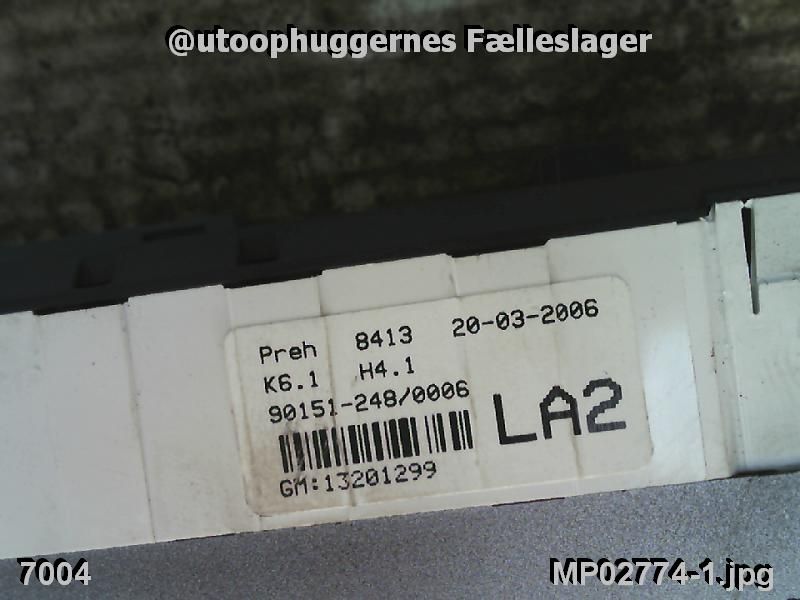 @utoophuggernes Fælleslager
Preh 8413 20-03-2006
K6.1 H4.1
90151-248/0006
LA2
GM:13201299
7004 MP02774-1.jpg